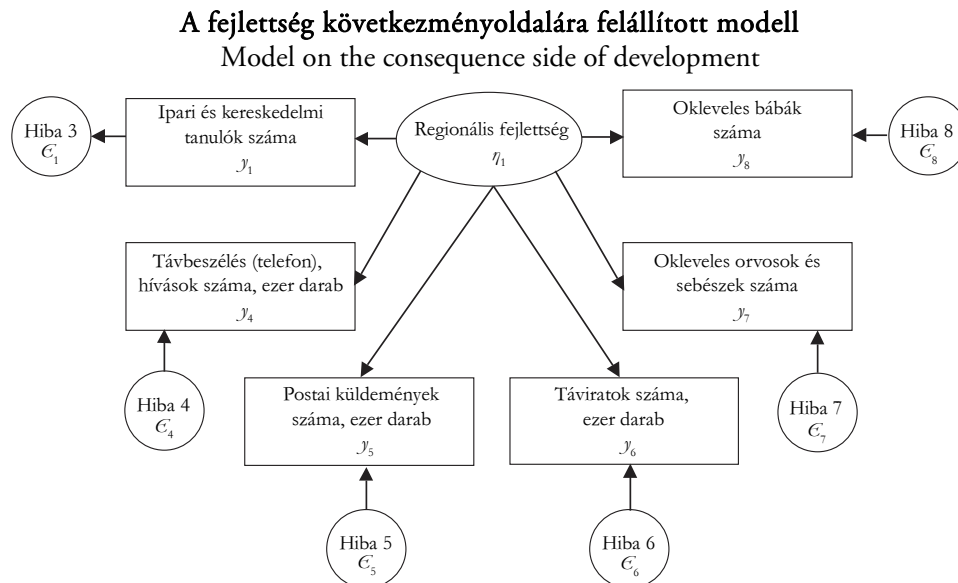 A fejlettség következményoldalára felállított modell
Model on the consequence side of development
Hiba 3
ϵ₁
Ipari és kereskedelmi
tanulók száma
y₁
Regionális fejlettség
η₁
Okleveles bábák
száma
y₈
Hiba 8
ϵ₈
Távbeszélés (telefon),
hívások száma, ezer darab
y₄
Okleveles orvosok és
sebészek száma
y₇
Hiba 4
ϵ₄
Postai küldemények
száma, ezer darab
y₅
Táviratok száma,
ezer darab
y₆
Hiba 7
ϵ₇
Hiba 5
ϵ₅
Hiba 6
ϵ₆